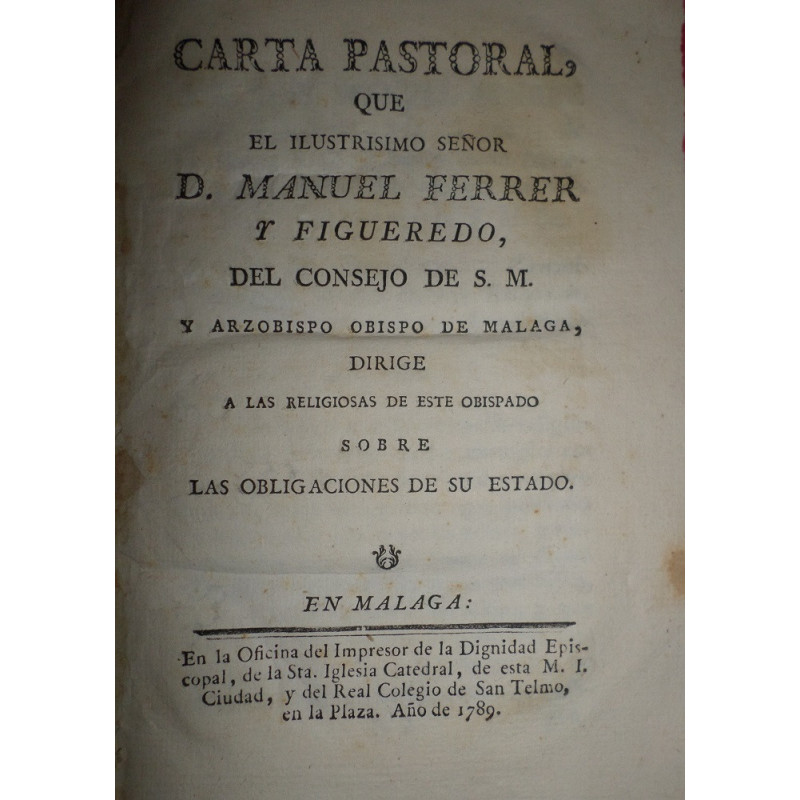 CARTA PASTORAL,
QUE
EL ILUSTRISIMO SEÑOR
D. MANUEL FERRER
Y FIGUEREDO,
DEL CONSEJO DE S. M.
Y ARZOBISPO OBISPO DE MALAGA,
DIRIGE
A LAS RELIGIOSAS DE ESTE OBISPADO
SOBRE
LAS OBLIGACIONES DE SU ESTADO.
EN MALAGA:
En la Oficina del Impresor de la Dignidad Epis-
copal, de la Sta. Iglesia Catedral, de esta M. I.
Ciudad, y del Real Colegio de San Telmo,
en la Plaza. Año de 1789.